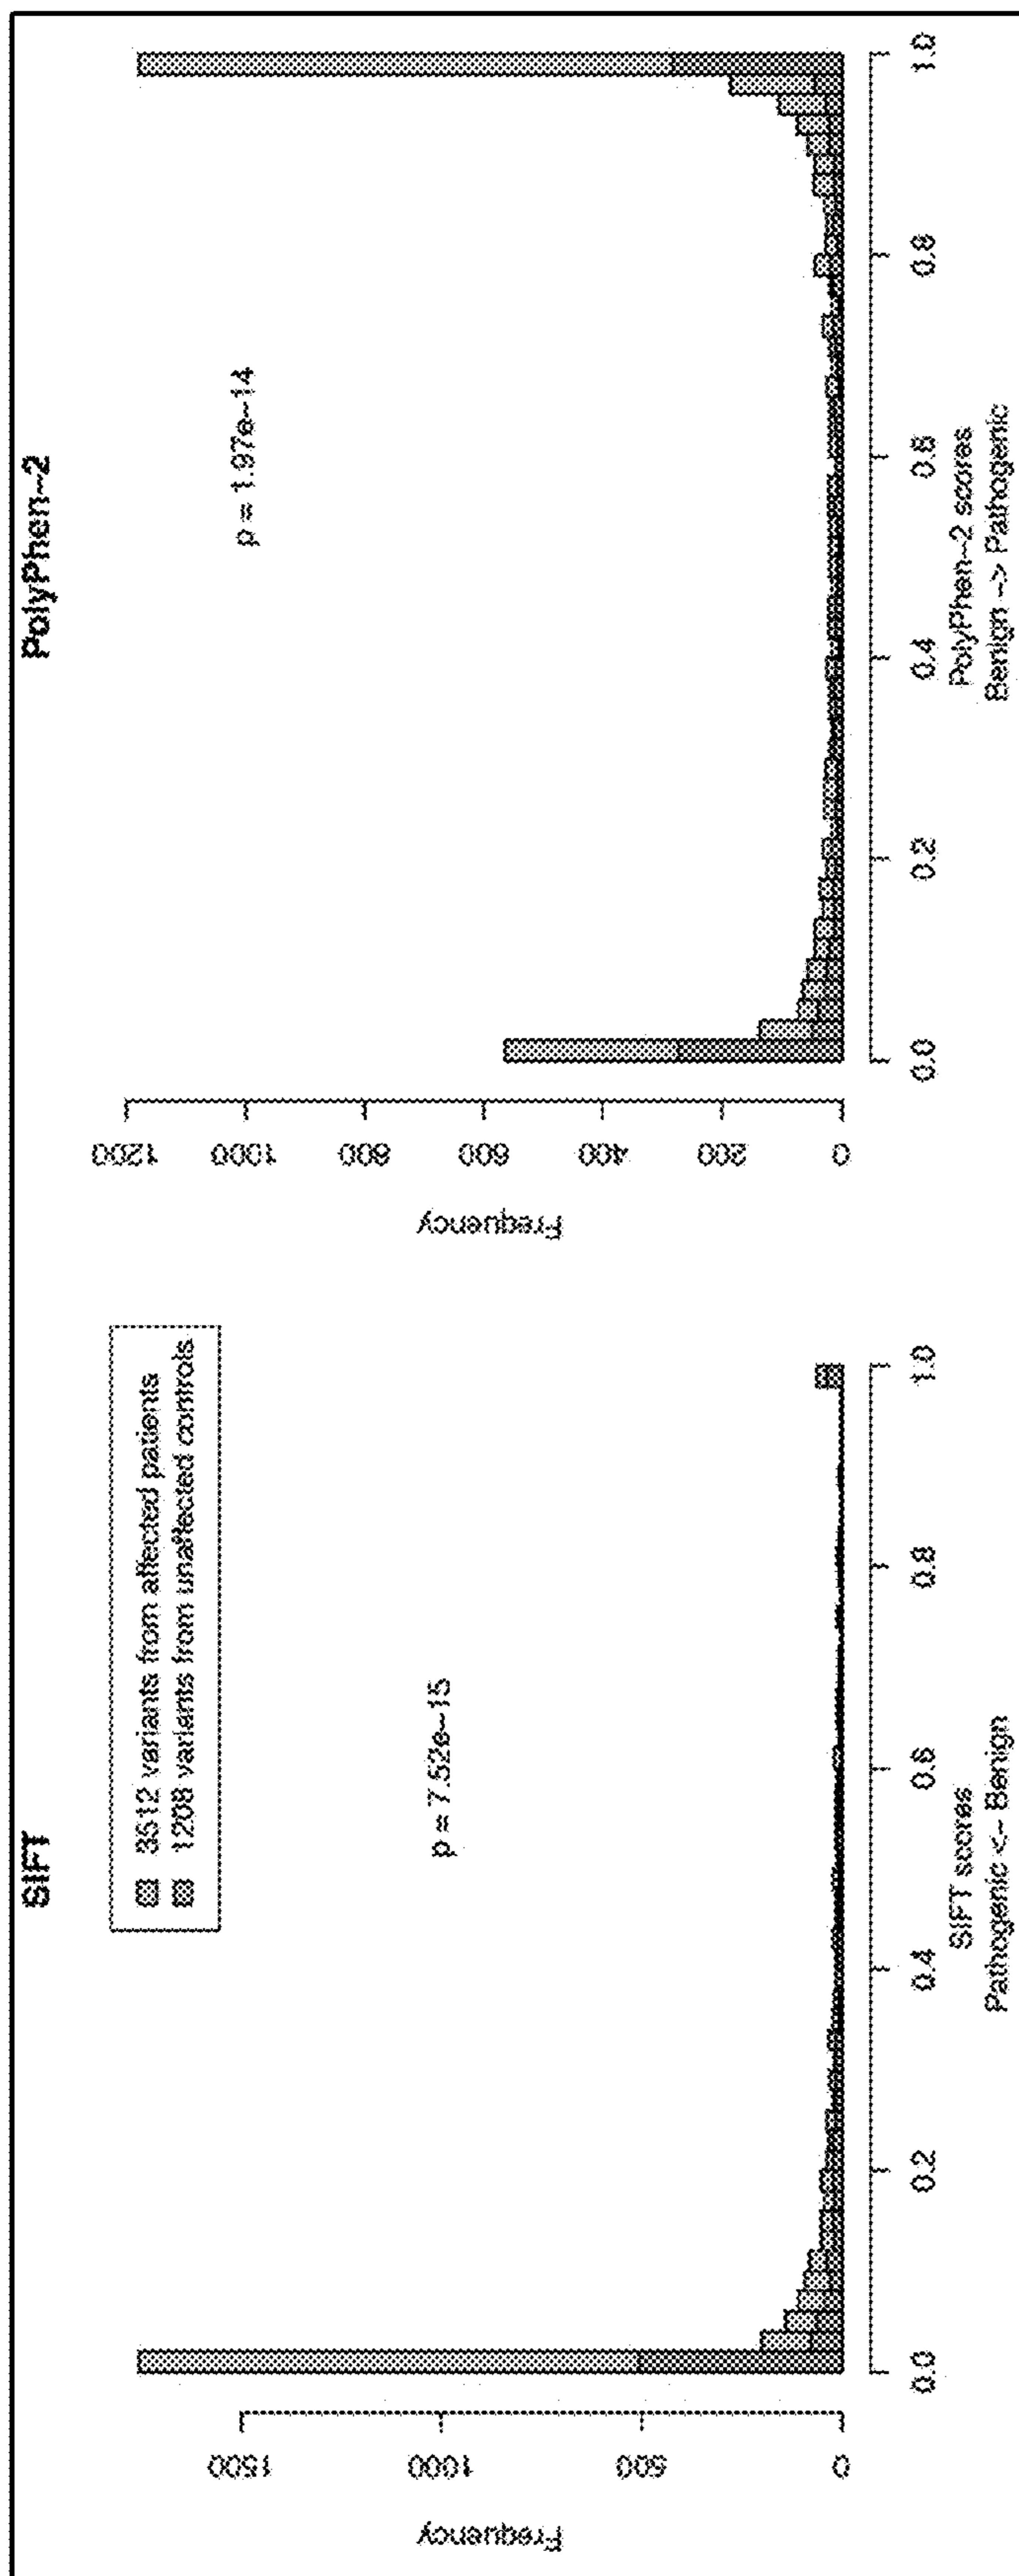 SIFT
3512 variants from affected patients
1208 variants from unaffected controls
p = 7.52e-15
Frequency
0
500
1000
1500
0.0
0.2
0.4
0.6
0.8
1.0
SIFT scores
Pathogenic <- Benign
PolyPhen-2
p = 1.97e-14
Frequency
0
200
400
600
800
1000
1200
0.0
0.2
0.4
0.6
0.8
1.0
PolyPhen-2 scores
Benign -> Pathogenic